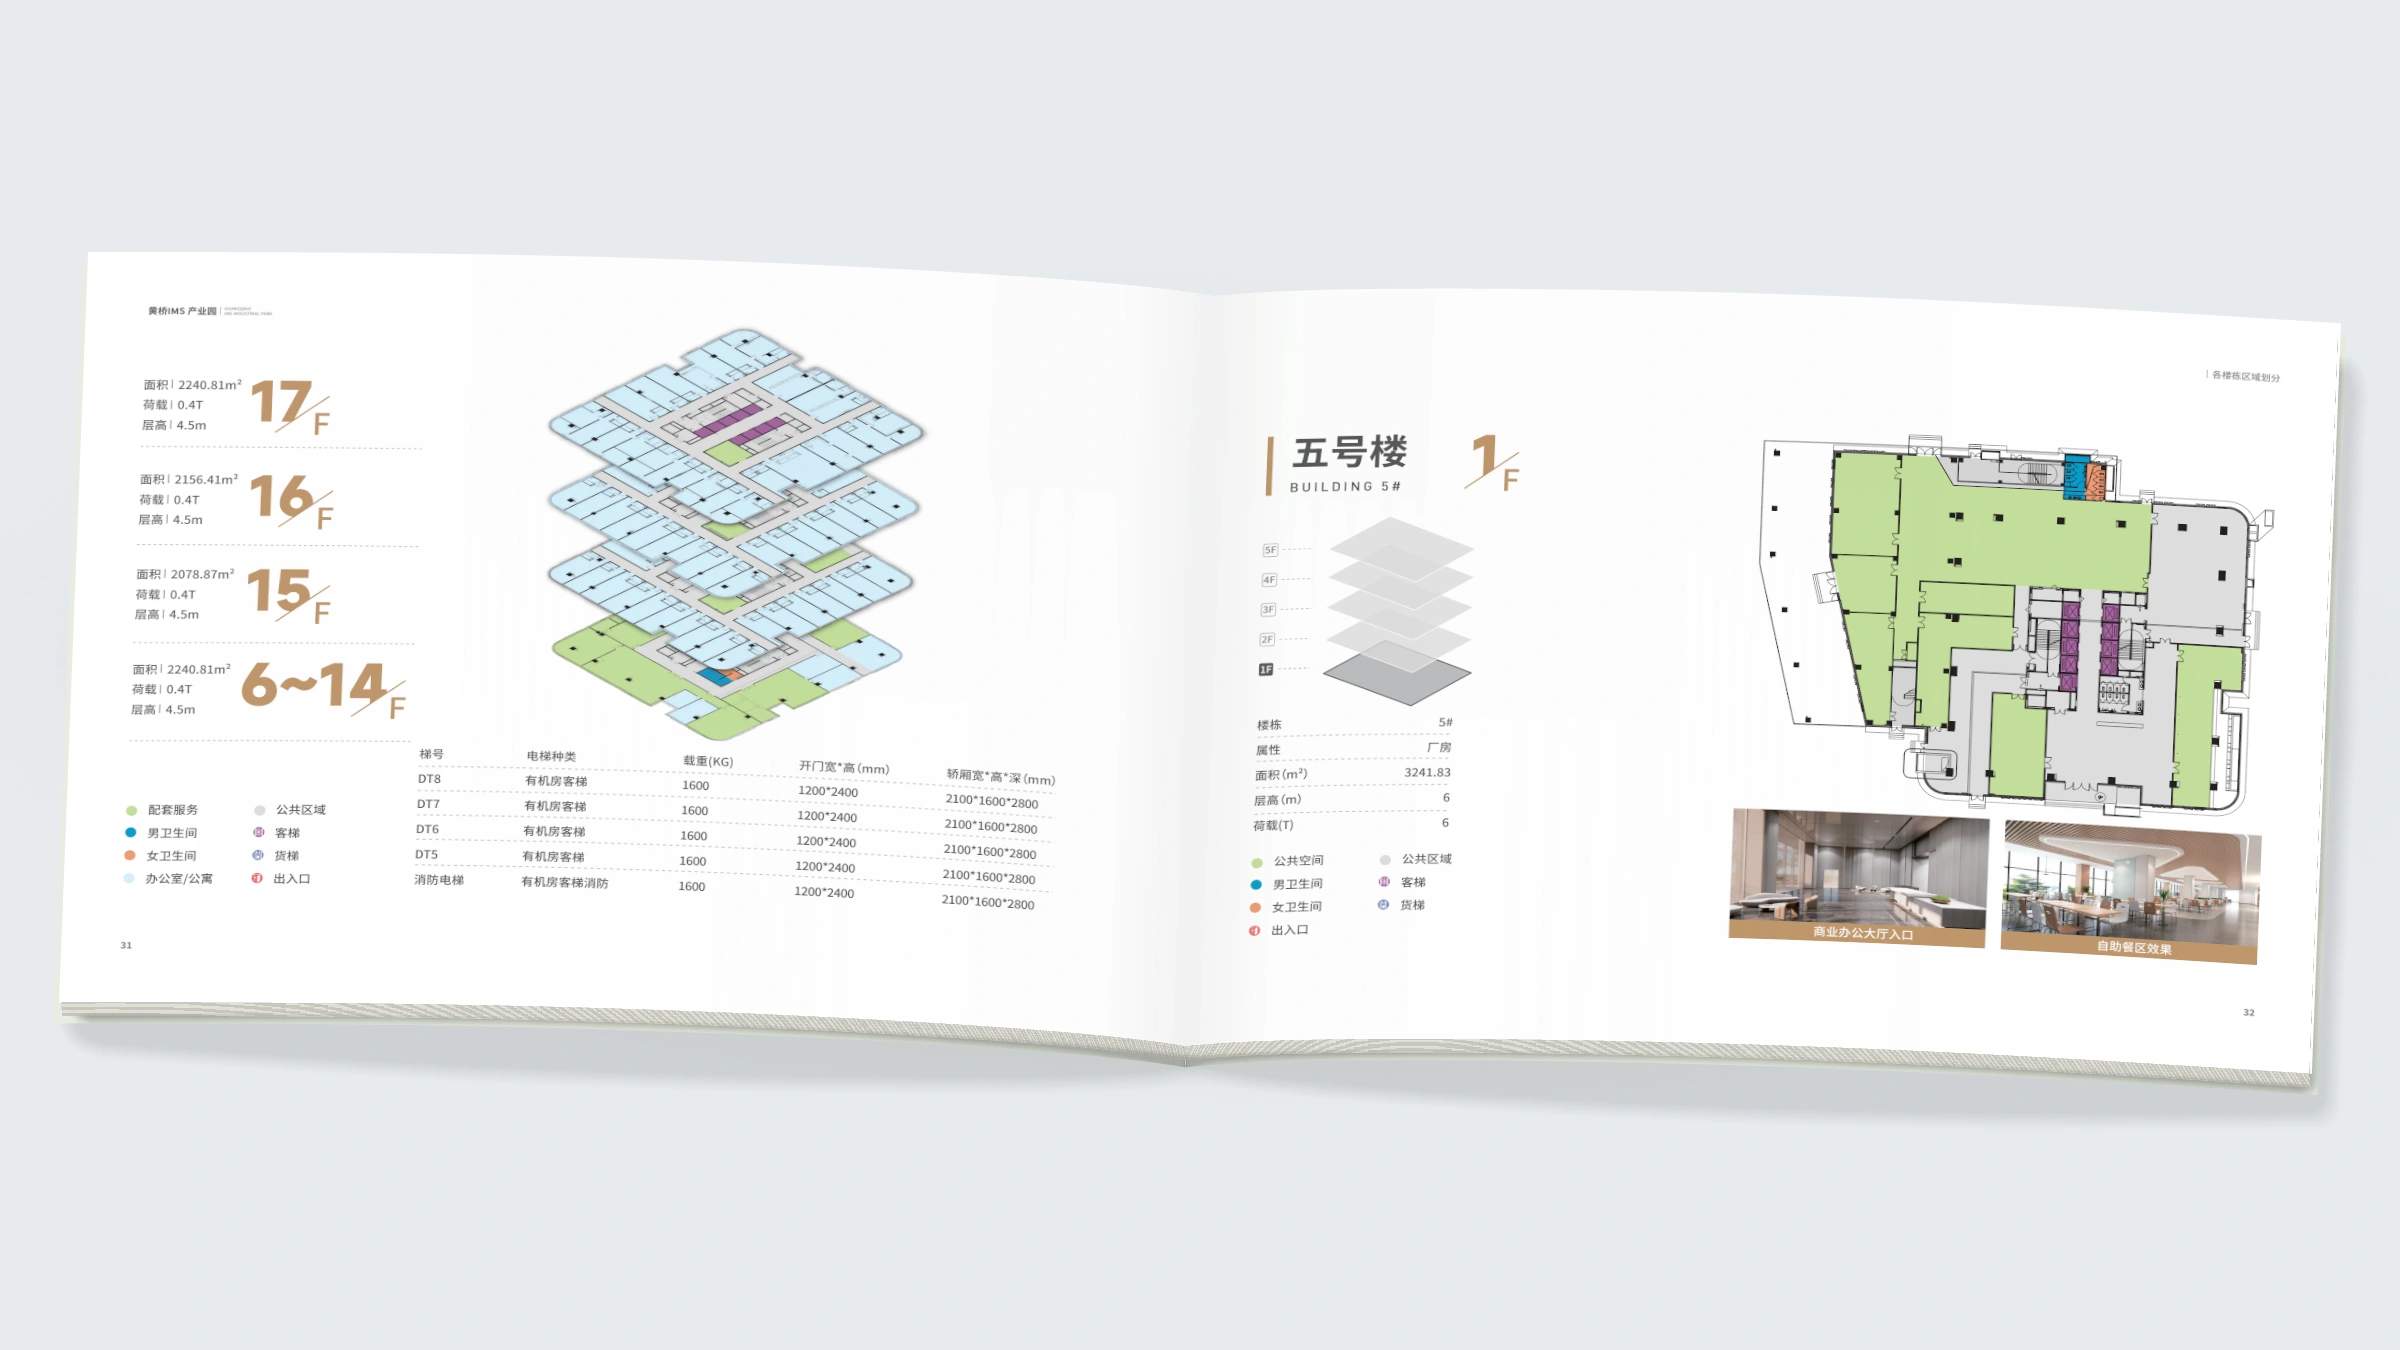 黄桥IMS 产业园
面积 2240.81m²
荷载 0.4T
层高 4.5m
17/F
面积 2156.41m²
荷载 0.4T
层高 4.5m
16/F
面积 2078.87m²
荷载 0.4T
层高 4.5m
15/F
面积 2240.81m²
荷载 0.4T
层高 4.5m
6~14/F
梯号 电梯种类 载重(KG) 开门宽*高(mm) 轿厢宽*高*深(mm)
DT8 有机房客梯 1600 1200*2400 2100*1600*2800
DT7 有机房客梯 1600 1200*2400 2100*1600*2800
DT6 有机房客梯 1600 1200*2400 2100*1600*2800
DT5 有机房客梯 1600 1200*2400 2100*1600*2800
消防电梯 有机房客梯消防 1600 1200*2400 2100*1600*2800
配套服务 公共区域
男卫生间 客梯
女卫生间 货梯
办公室/公寓 出入口
31
各楼栋区域划分
五号楼
BUILDING 5#
1/F
5F
4F
3F
2F
1F
楼栋 5#
属性 厂房
面积(m²) 3241.83
层高(m) 6
荷载(T) 6
公共空间 公共区域
男卫生间 客梯
女卫生间 货梯
出入口
商业办公大厅入口
自助餐区效果
32